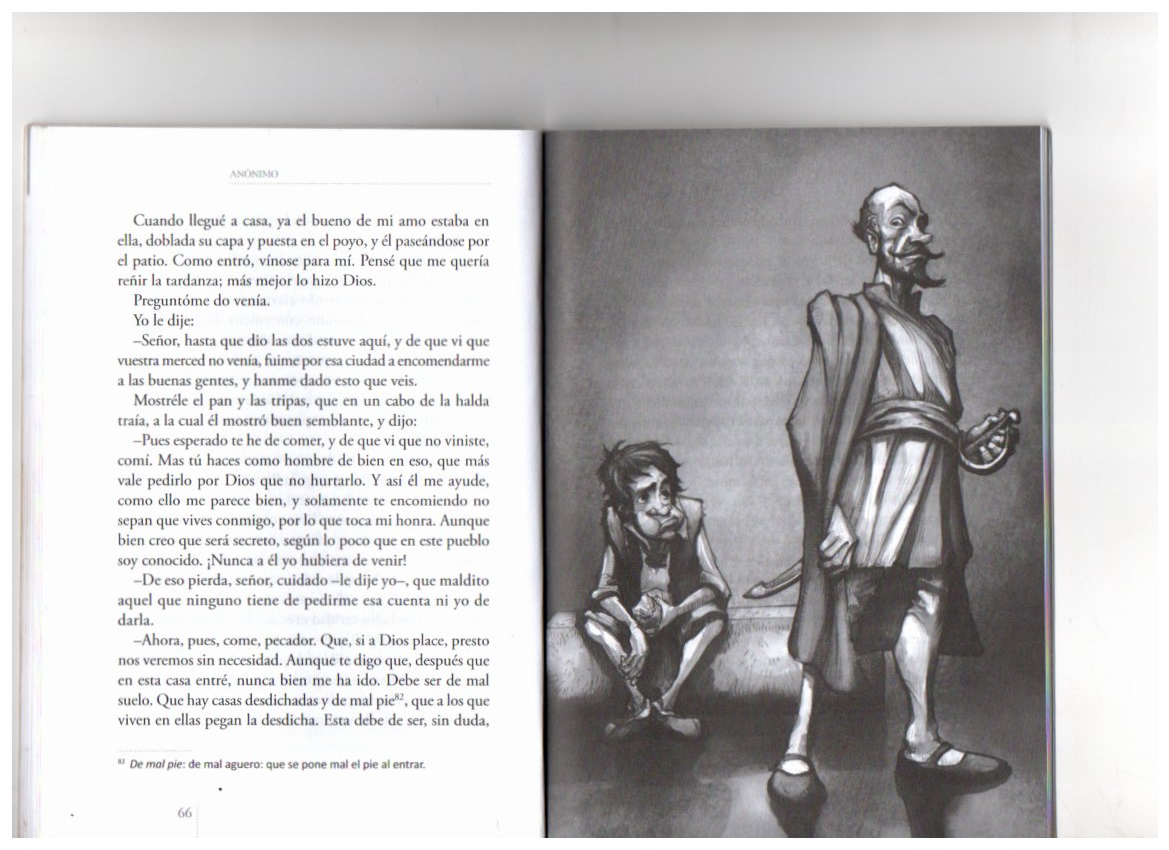 ANÓNIMO
Cuando llegué a casa, ya el bueno de mi amo estaba en
ella, doblada su capa y puesta en el poyo, y él paseándose por
el patio. Como entró, vínose para mí. Pensé que me quería
reñir la tardanza; más mejor lo hizo Dios.
Preguntóme do venía.
Yo le dije:
–Señor, hasta que dio las dos estuve aquí, y de que vi que
vuestra merced no venía, fuime por esa ciudad a encomendarme
a las buenas gentes, y hanme dado esto que veis.
Mostréle el pan y las tripas, que en un cabo de la halda
traía, a la cual él mostró buen semblante, y dijo:
–Pues esperado te he de comer, y de que vi que no viniste,
comí. Mas tú haces como hombre de bien en eso, que más
vale pedirlo por Dios que no hurtarlo. Y así él me ayude,
como ello me parece bien, y solamente te encomiendo no
sepan que vives conmigo, por lo que toca mi honra. Aunque
bien creo que será secreto, según lo poco que en este pueblo
soy conocido. ¡Nunca a él yo hubiera de venir!
–De eso pierda, señor, cuidado –le dije yo–, que maldito
aquel que ninguno tiene de pedirme esa cuenta ni yo de
darla.
–Ahora, pues, come, pecador. Que, si a Dios place, presto
nos veremos sin necesidad. Aunque te digo que, después que
en esta casa entré, nunca bien me ha ido. Debe ser de mal
suelo. Que hay casas desdichadas y de mal pie82, que a los que
viven en ellas pegan la desdicha. Esta debe de ser, sin duda,
82 De mal pie: de mal aguero: que se pone mal el pie al entrar.
66